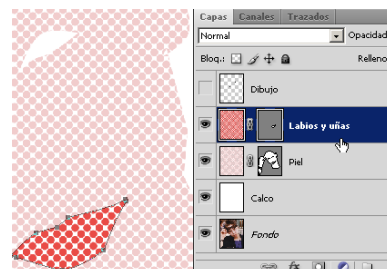 Capas Canales Trazados
Normal Opacidad
Bloq.: Relleno
Dibujo
Labios y uñas
Piel
Calco
Fondo